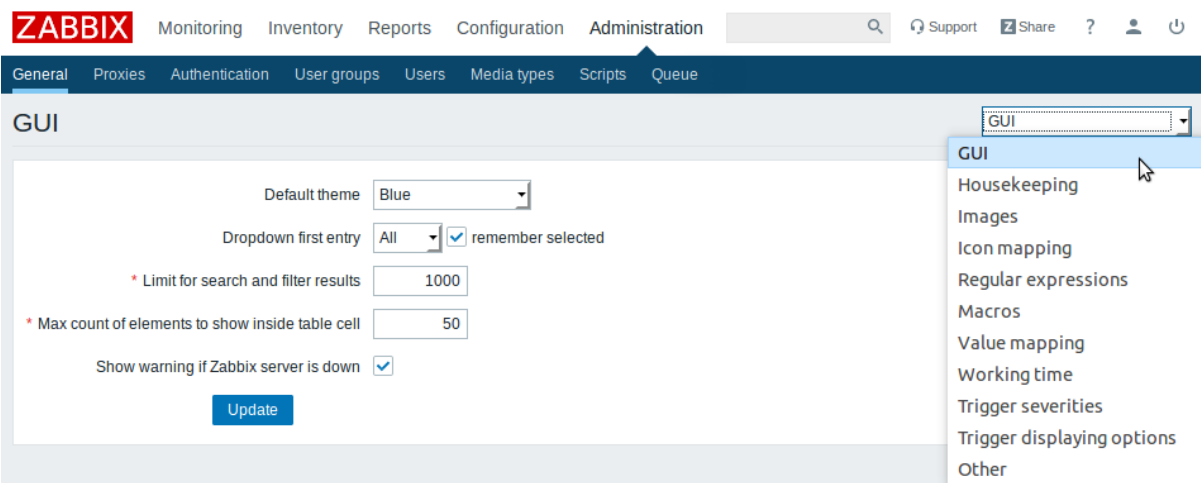 ZABBIX Monitoring Inventory Reports Configuration Administration Support Z Share ?
General Proxies Authentication User groups Users Media types Scripts Queue
GUI GUI
GUI
Housekeeping
Images
Icon mapping
Regular expressions
Macros
Value mapping
Working time
Trigger severities
Trigger displaying options
Other
Default theme Blue
Dropdown first entry All remember selected
* Limit for search and filter results 1000
* Max count of elements to show inside table cell 50
Show warning if Zabbix server is down
Update